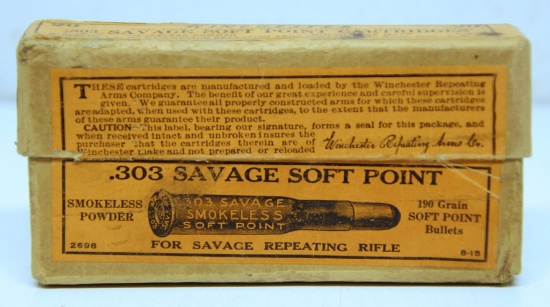 .303 SAVAGE SOFT POINT
THESE cartridges are manufactured and loaded by the Winchester Repeating
Arms Company. The benefit of our great experience and careful supervision is
given. We guarantee all properly constructed arms for which these cartridges
are adapted, when used with these cartridges, to the extent that the manufacturers
of these arms guarantee their product.
CAUTION—This label, bearing our signature, forms a seal for this package, and
when received intact and unbroken insures the
purchaser that the cartridges therein are of
Winchester make and not prepared or reloaded
Winchester Repeating Arms Co.
.303 SAVAGE SOFT POINT
SMOKELESS
POWDER
.303 SAVAGE
SMOKELESS
SOFT POINT
190 Grain
SOFT POINT
Bullets
FOR SAVAGE REPEATING RIFLE
2698
8-15